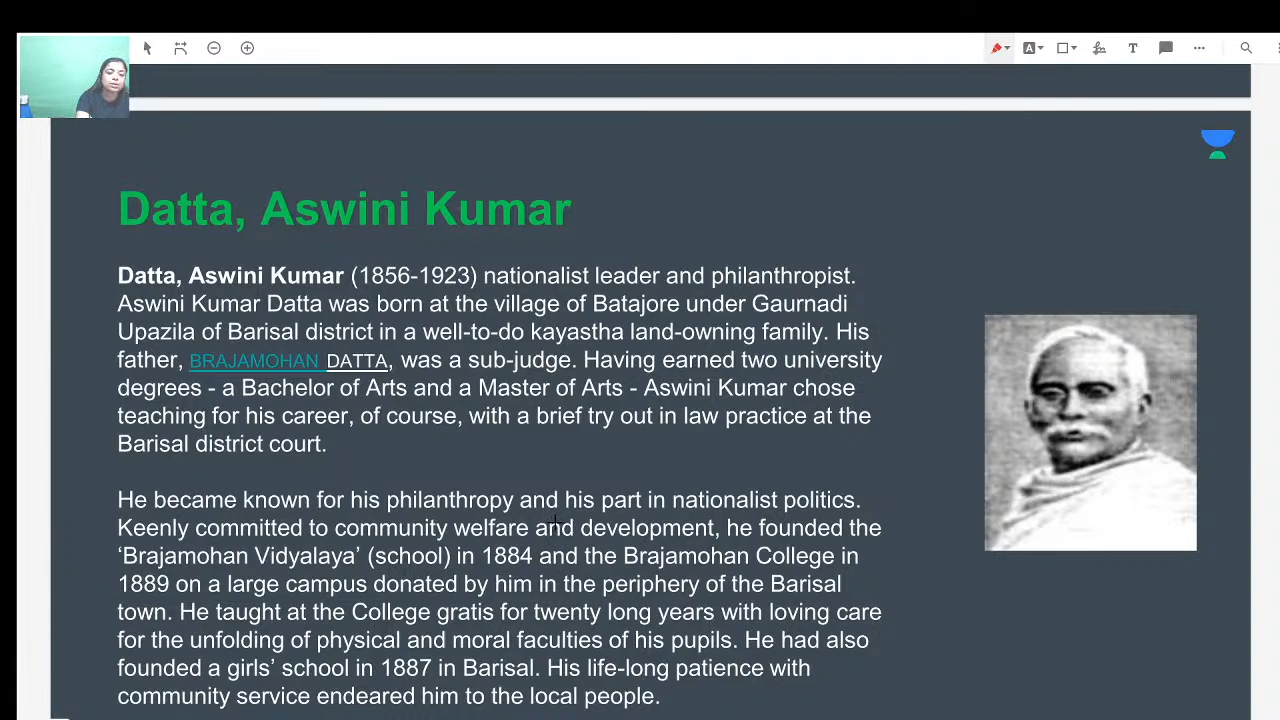 Datta, Aswini Kumar
Datta, Aswini Kumar (1856-1923) nationalist leader and philanthropist.
Aswini Kumar Datta was born at the village of Batajore under Gaurnadi
Upazila of Barisal district in a well-to-do kayastha land-owning family. His
father, BRAJAMOHAN DATTA, was a sub-judge. Having earned two university
degrees - a Bachelor of Arts and a Master of Arts - Aswini Kumar chose
teaching for his career, of course, with a brief try out in law practice at the
Barisal district court.
He became known for his philanthropy and his part in nationalist politics.
Keenly committed to community welfare and development, he founded the
‘Brajamohan Vidyalaya’ (school) in 1884 and the Brajamohan College in
1889 on a large campus donated by him in the periphery of the Barisal
town. He taught at the College gratis for twenty long years with loving care
for the unfolding of physical and moral faculties of his pupils. He had also
founded a girls’ school in 1887 in Barisal. His life-long patience with
community service endeared him to the local people.